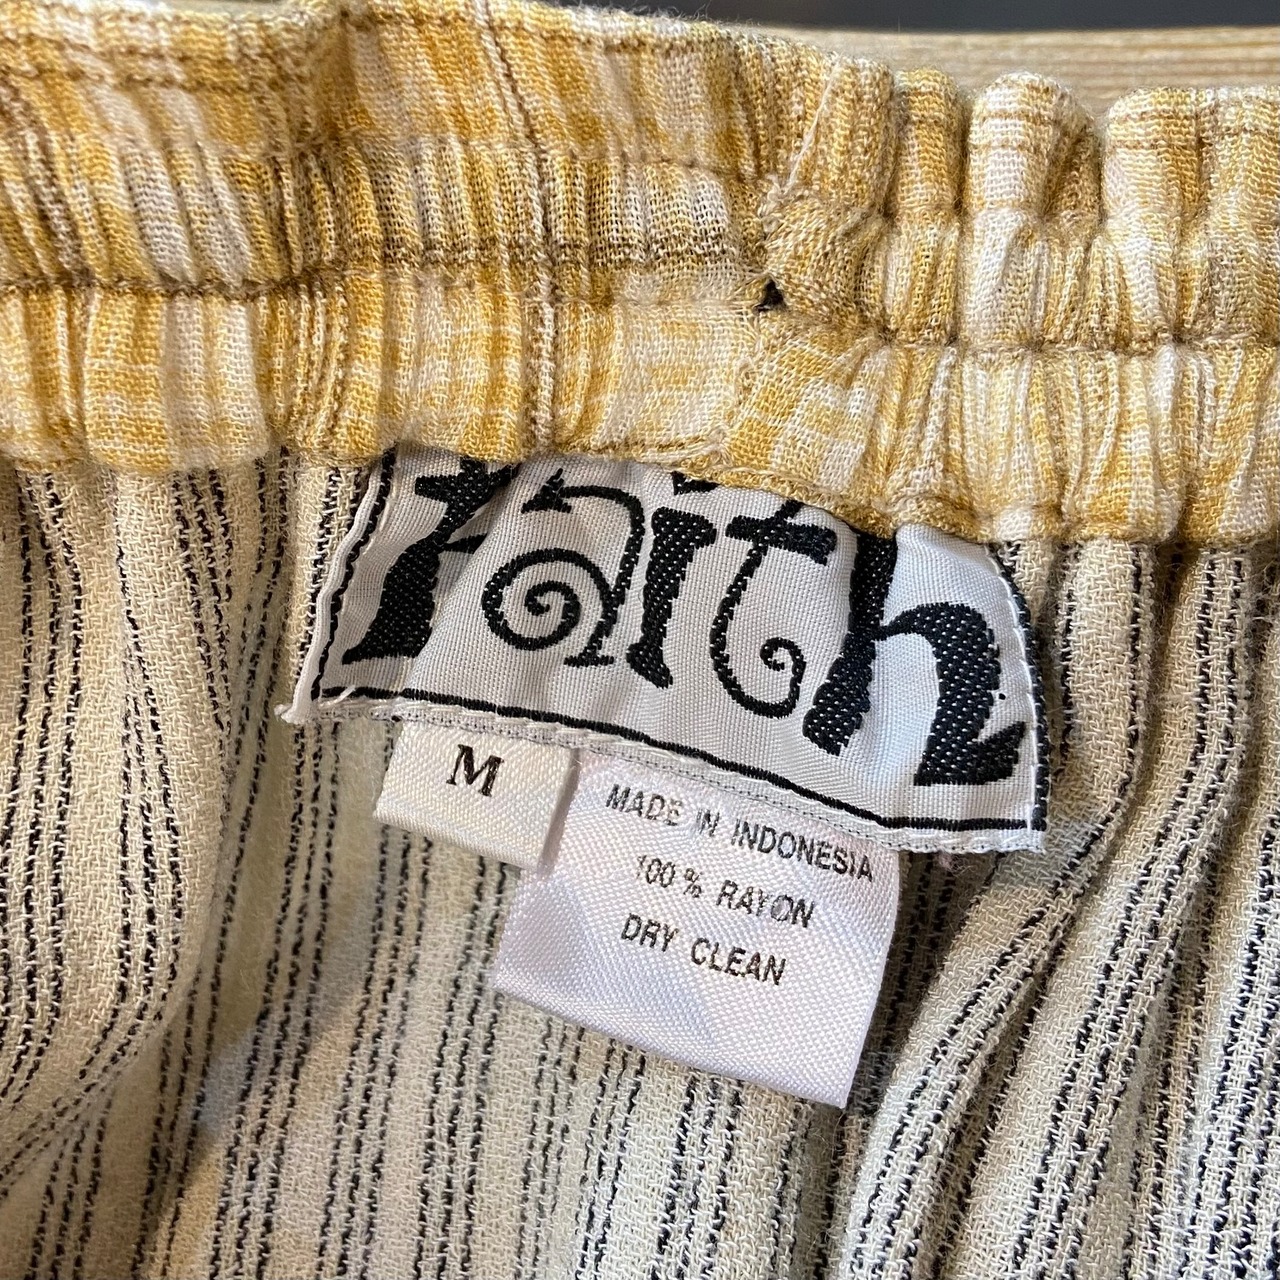 Faith
M
MADE IN INDONESIA
100% RAYON
DRY CLEAN